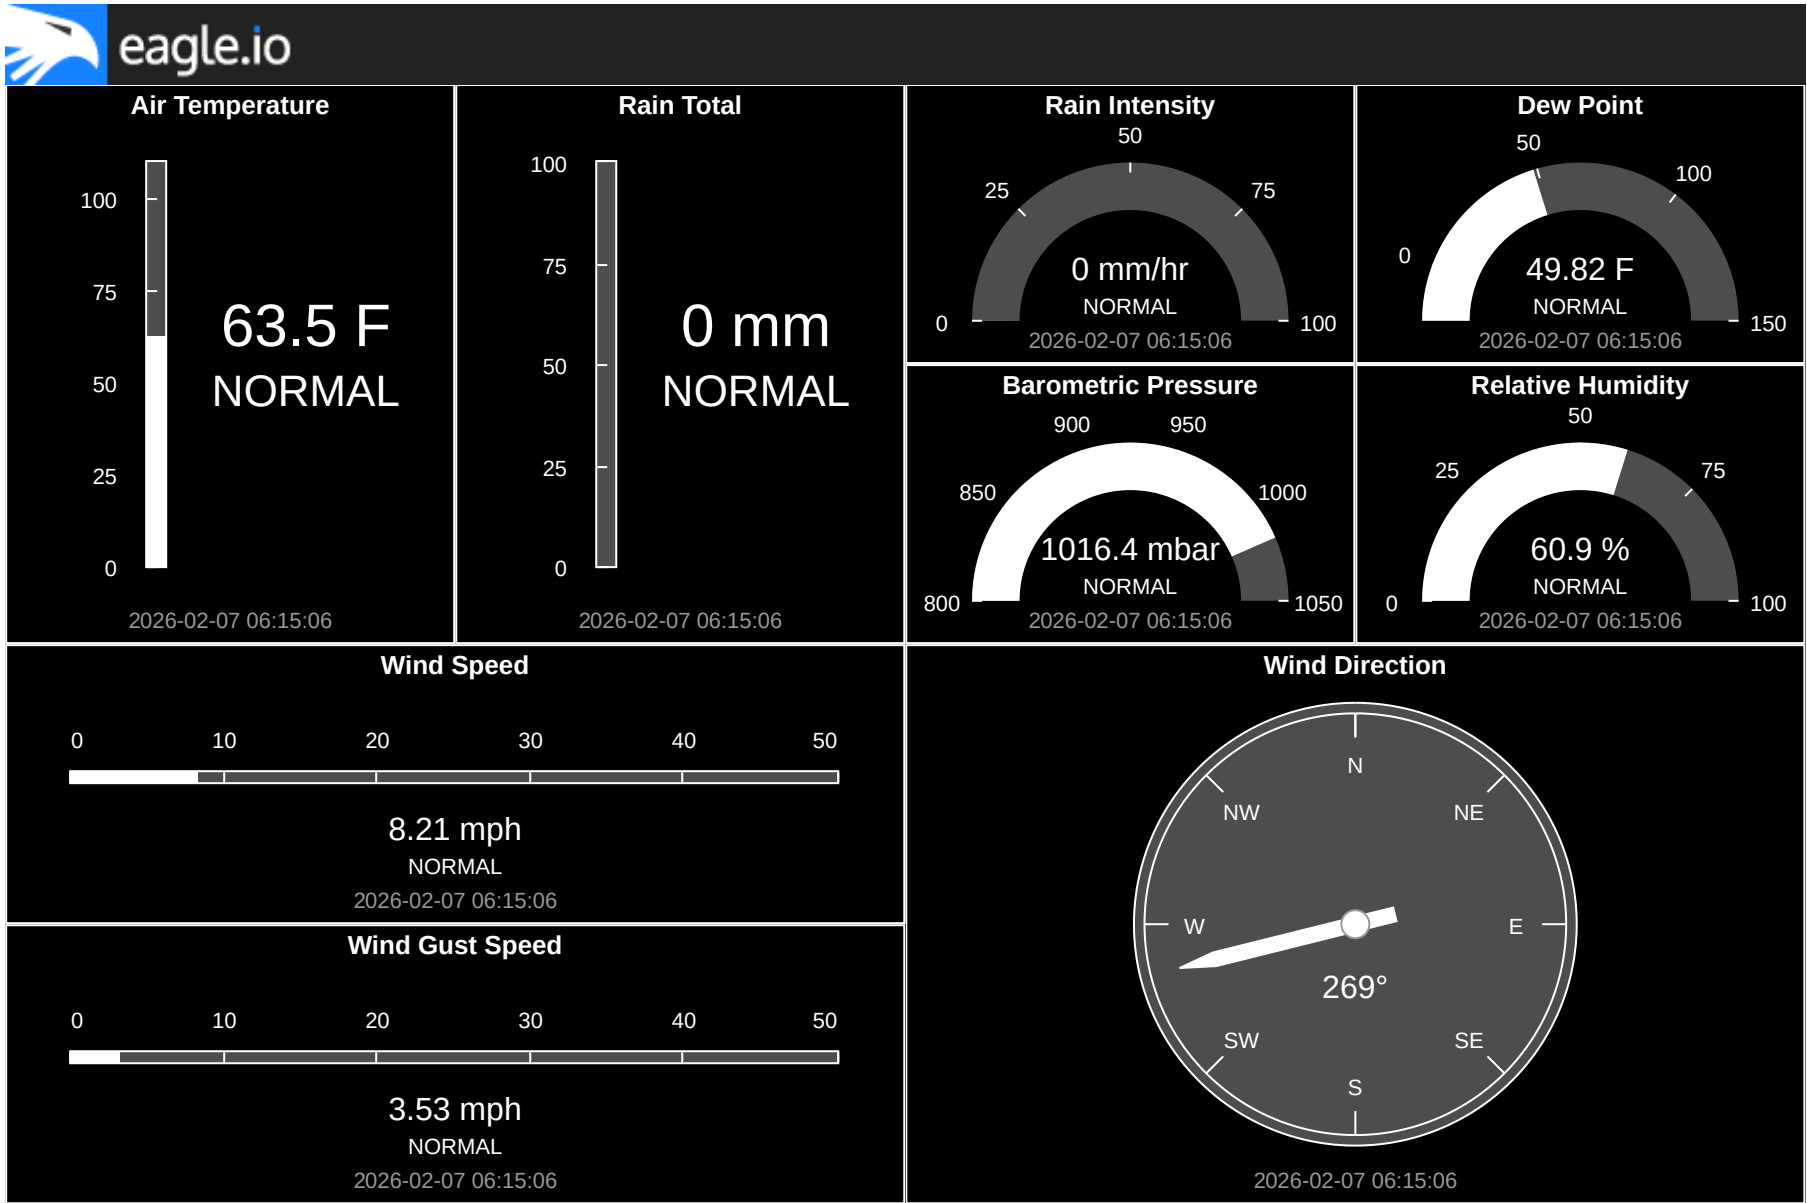 eagle.io
Air Temperature
100
75
50
25
0
63.5 F
NORMAL
2026-02-07 06:15:06
Rain Total
100
75
50
25
0
0 mm
NORMAL
2026-02-07 06:15:06
Rain Intensity
50
25
75
0
100
0 mm/hr
NORMAL
2026-02-07 06:15:06
Dew Point
50
100
0
150
49.82 F
NORMAL
2026-02-07 06:15:06
Barometric Pressure
900
950
850
1000
800
1050
1016.4 mbar
NORMAL
2026-02-07 06:15:06
Relative Humidity
50
25
75
0
100
60.9 %
NORMAL
2026-02-07 06:15:06
Wind Speed
0 10 20 30 40 50
8.21 mph
NORMAL
2026-02-07 06:15:06
Wind Gust Speed
0 10 20 30 40 50
3.53 mph
NORMAL
2026-02-07 06:15:06
Wind Direction
N
NW
NE
W
E
269°
SW
SE
S
2026-02-07 06:15:06